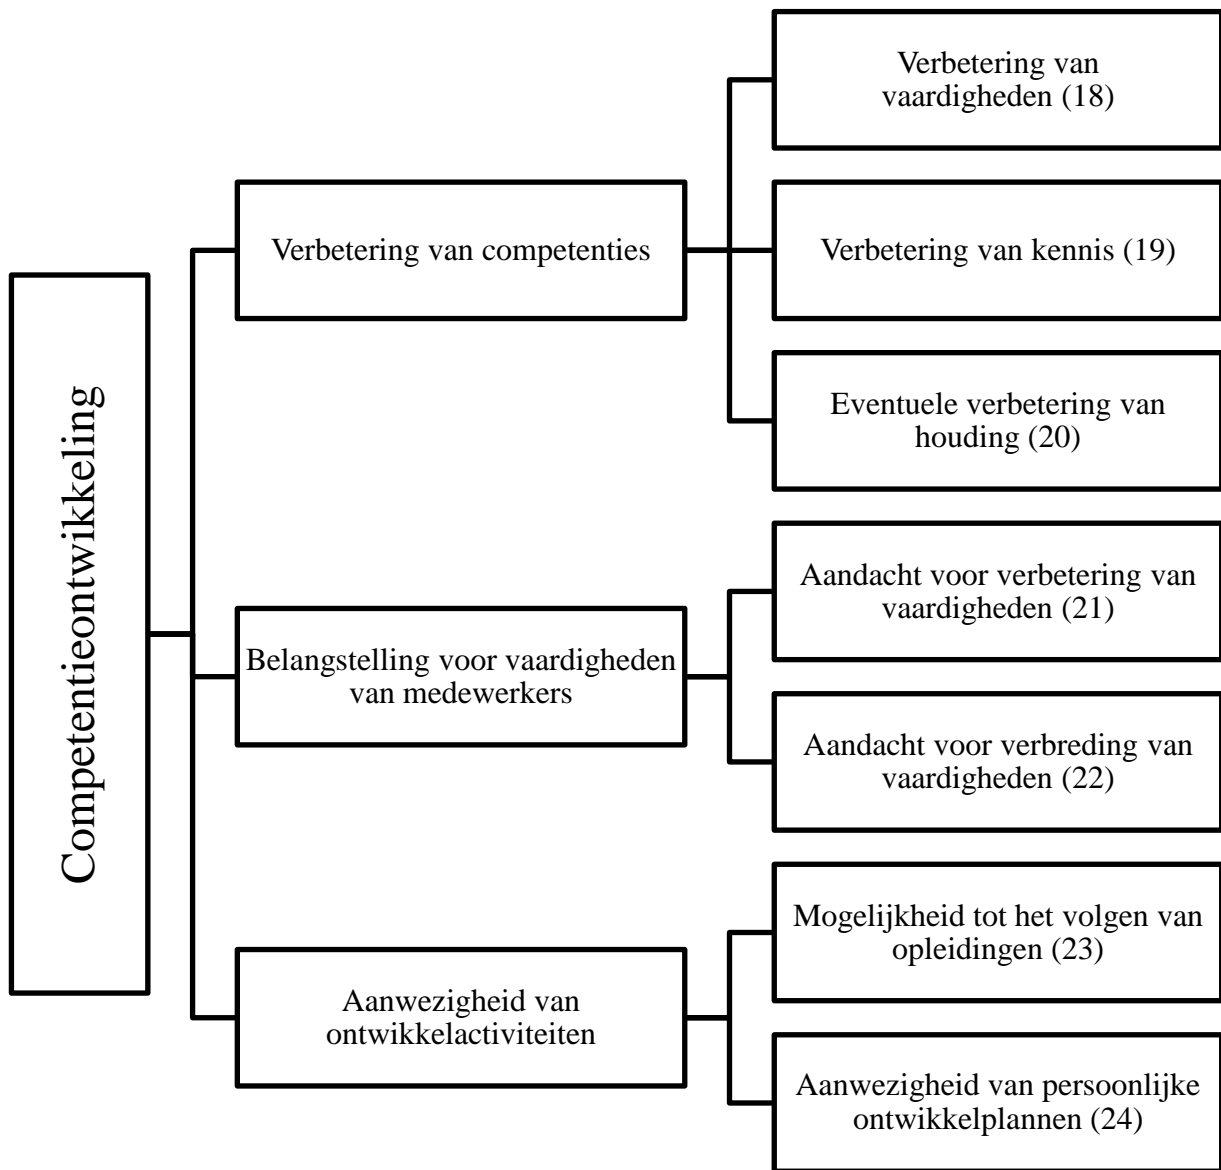 Competentieontwikkeling
Verbetering van competenties
Verbetering van
vaardigheden (18)
Verbetering van kennis (19)
Eventuele verbetering van
houding (20)
Belangstelling voor vaardigheden
van medewerkers
Aandacht voor verbetering van
vaardigheden (21)
Aandacht voor verbreding van
vaardigheden (22)
Aanwezigheid van
ontwikkelactiviteiten
Mogelijkheid tot het volgen van
opleidingen (23)
Aanwezigheid van persoonlijke
ontwikkelplannen (24)